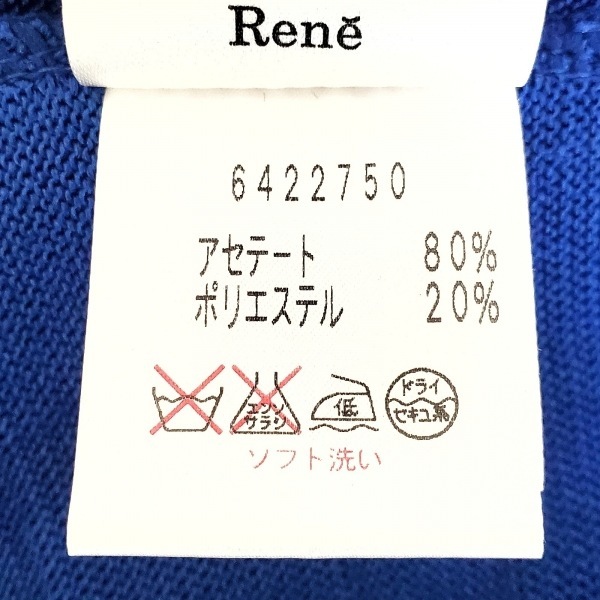 Reně
6422750
アセテート 80%
ポリエステル 20%
エンソ
サラシ
低
ドライ
セキユ系
ソフト洗い